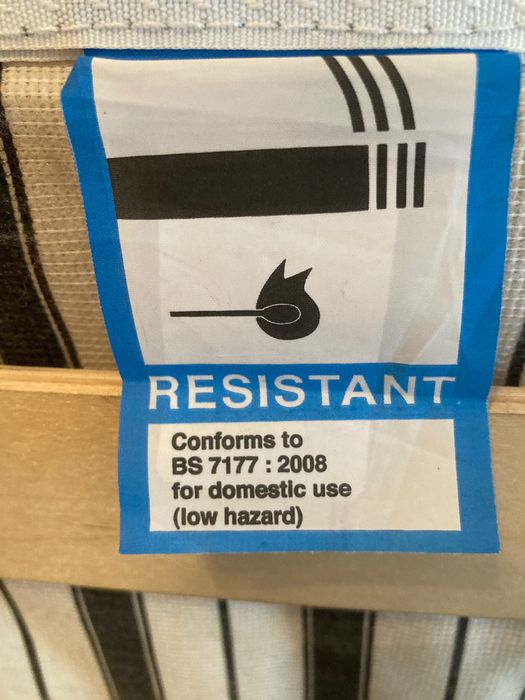 RESISTANT
Conforms to
BS 7177 : 2008
for domestic use
(low hazard)